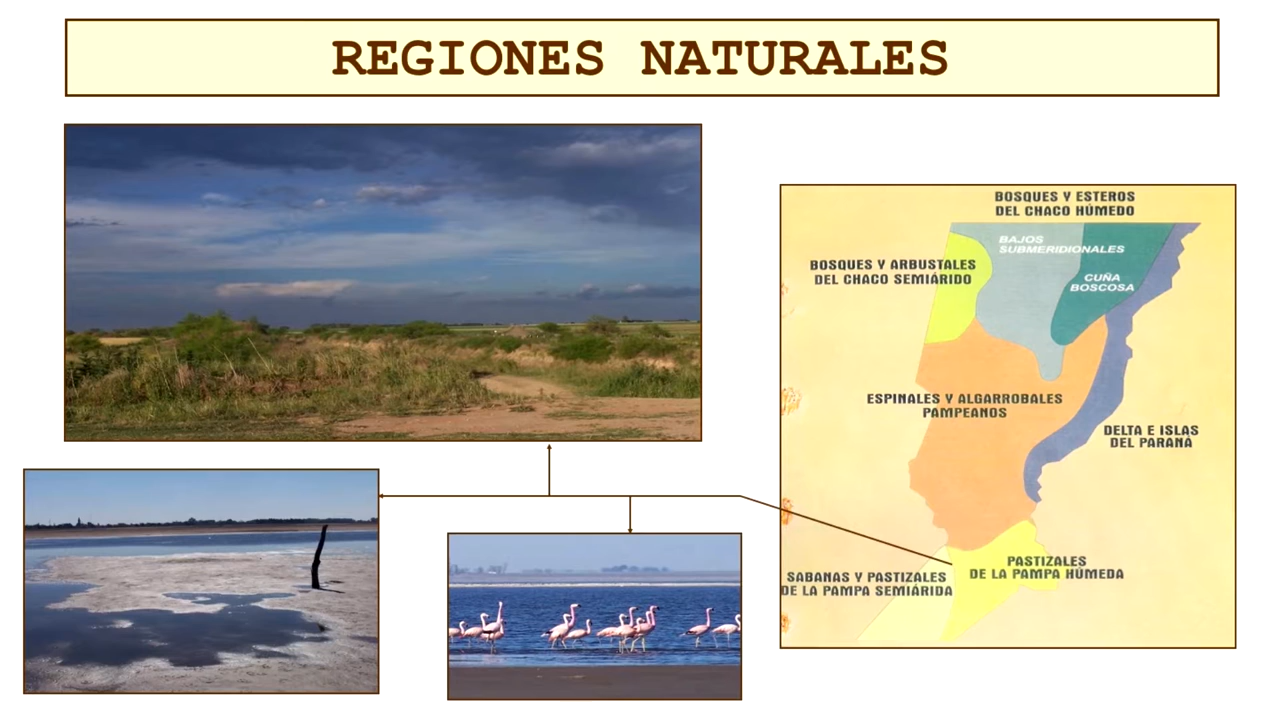 REGIONES NATURALES
BOSQUES Y ESTEROS
DEL CHACO HÚMEDO
BAJOS
SUBMERIDIONALES
BOSQUES Y ARBUSTALES
DEL CHACO SEMIÁRIDO
CUÑA
BOSCOSA
ESPINALES Y ALGARROBALES
PAMPEANOS
DELTA E ISLAS
DEL PARANÁ
PASTIZALES
DE LA PAMPA HÚMEDA
SABANAS Y PASTIZALES
DE LA PAMPA SEMIÁRIDA